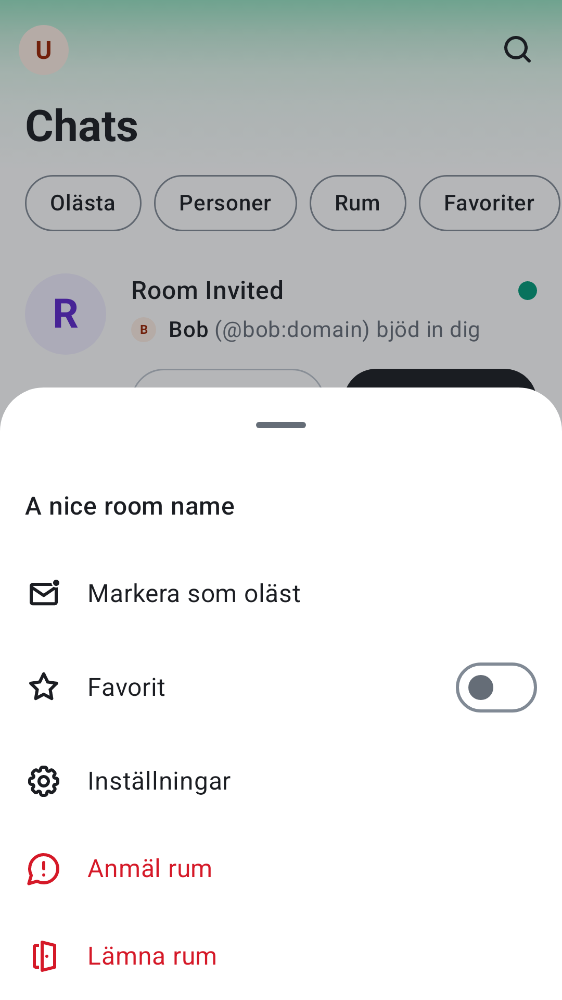 U
Chats
Olästa Personer Rum Favoriter
R
Room Invited
B Bob (@bob:domain) bjöd in dig
A nice room name
Markera som oläst
Favorit
Inställningar
Anmäl rum
Lämna rum